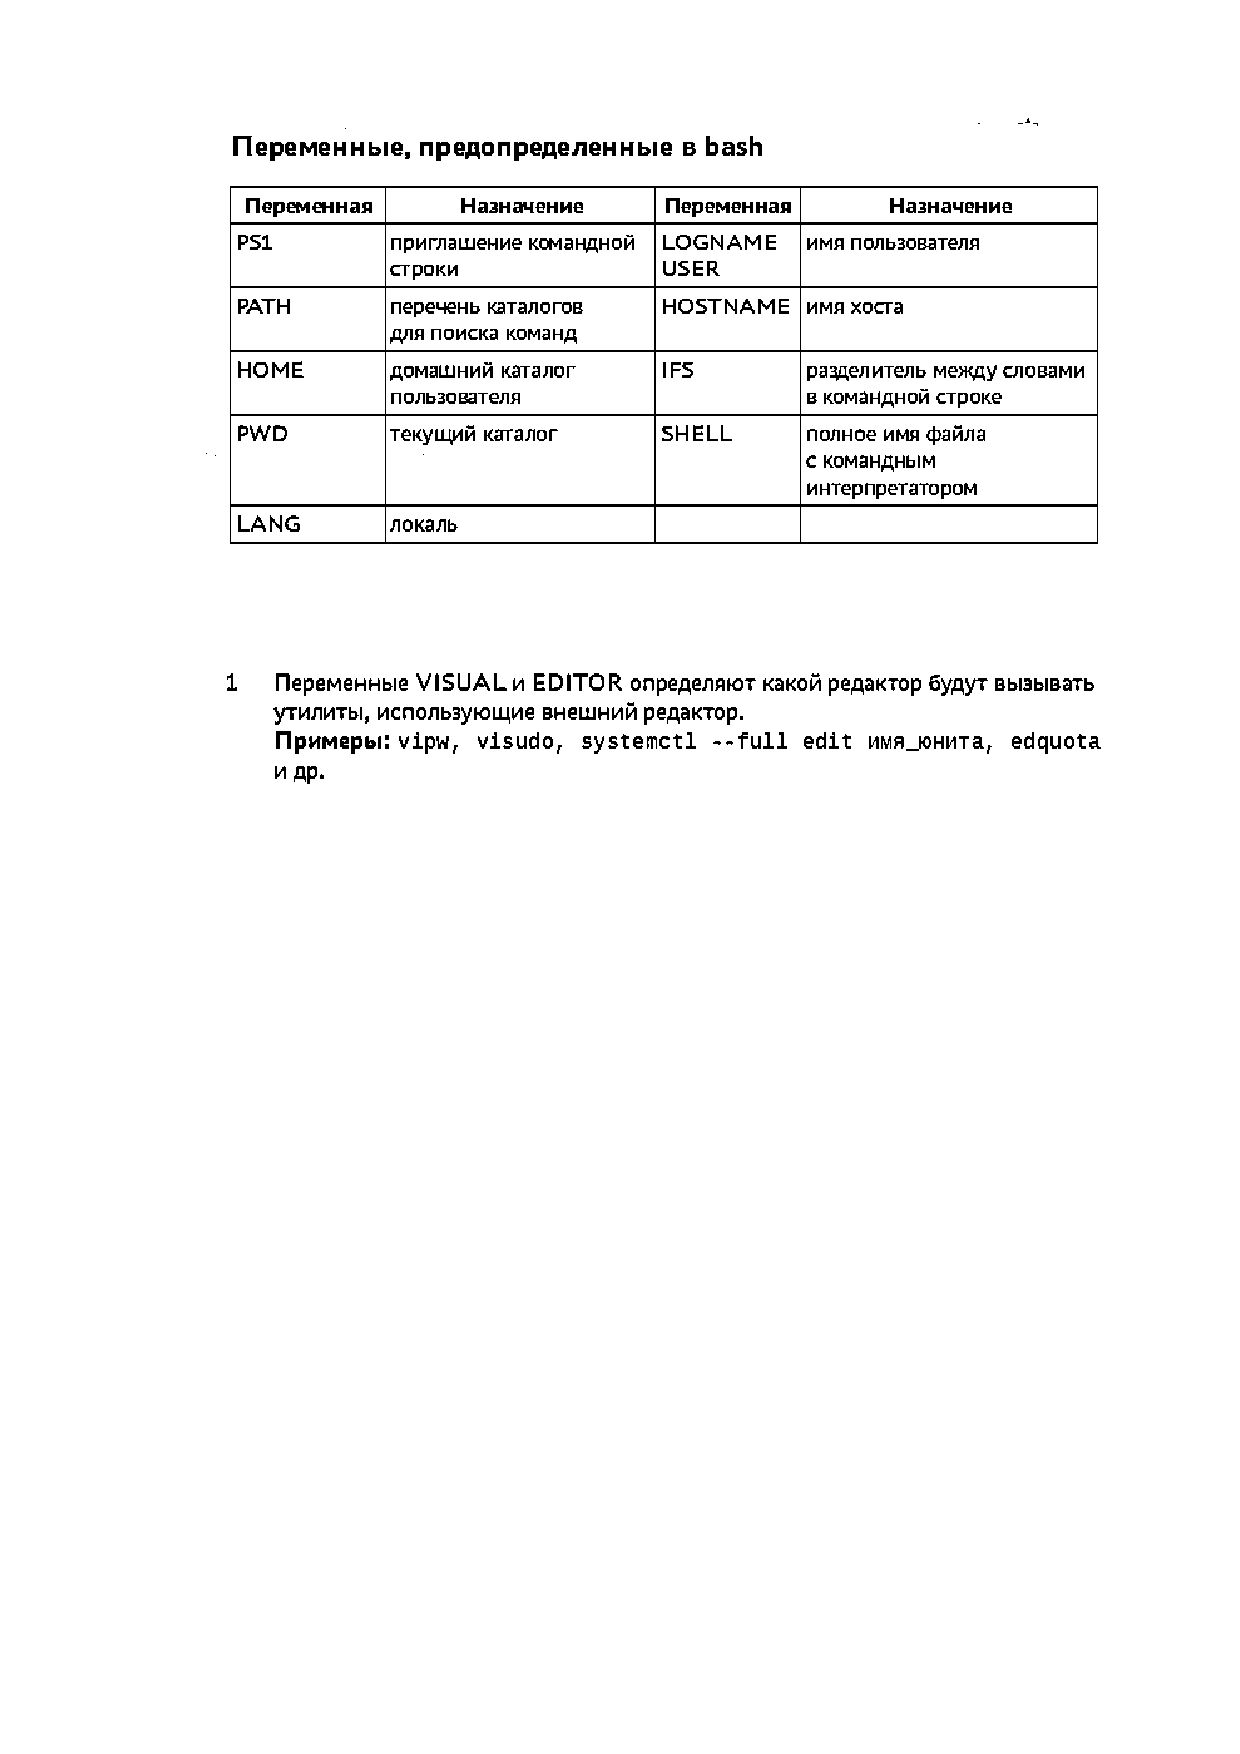 Переменные, предопределенные в bash
Переменная Назначение Переменная Назначение
PS1 приглашение командной LOGNAME имя пользователя
строки USER
PATH перечень каталогов HOSTNAME имя хоста
для поиска команд
HOME домашний каталог IFS разделитель между словами
пользователя в командной строке
PWD текущий каталог SHELL полное имя файла
с командным
интерпретатором
LANG локаль
1 Переменные VISUAL и EDITOR определяют какой редактор будут вызывать
утилиты, использующие внешний редактор.
Примеры: vipw, visudo, systemctl --full edit имя_юнита, edquota
и др.